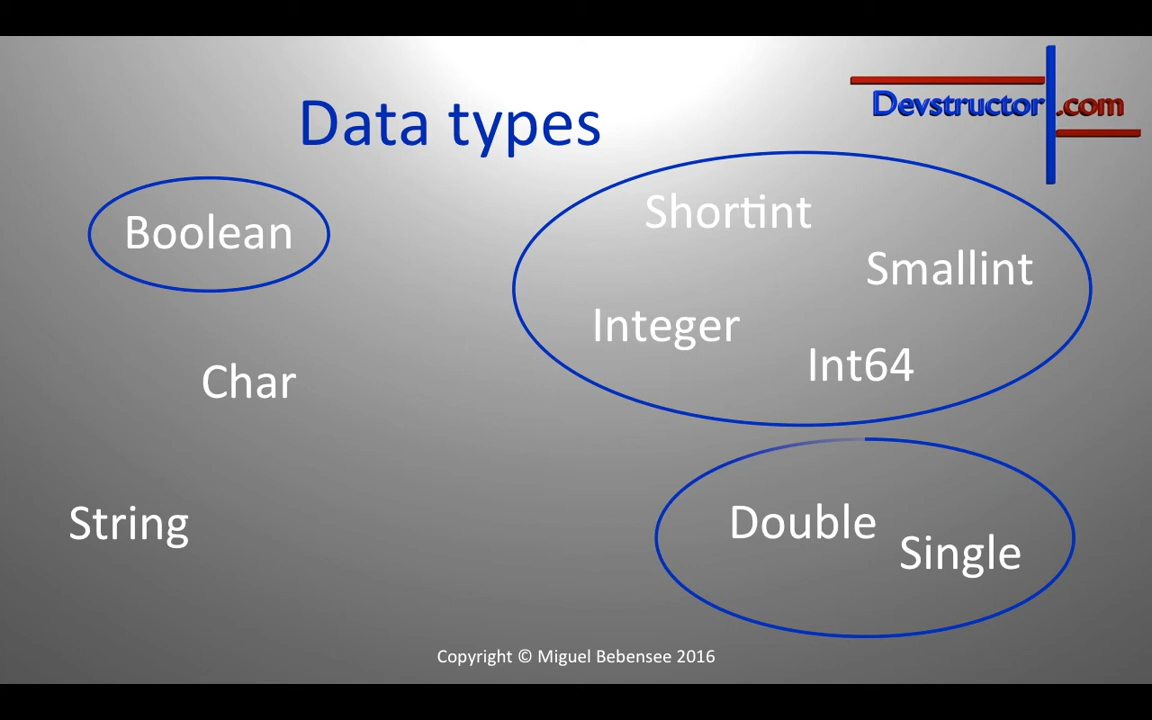 Data types
Devstructor.com
Boolean
Shortint
Smallint
Integer
Int64
Char
String
Double
Single
Copyright © Miguel Bebensee 2016